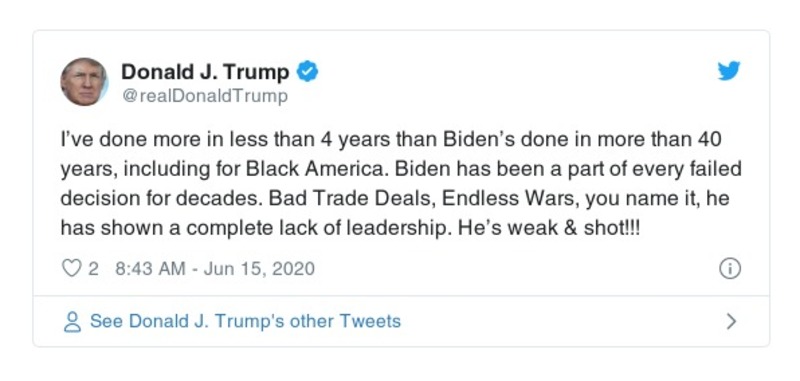 Donald J. Trump
@realDonaldTrump
I’ve done more in less than 4 years than Biden’s done in more than 40
years, including for Black America. Biden has been a part of every failed
decision for decades. Bad Trade Deals, Endless Wars, you name it, he
has shown a complete lack of leadership. He’s weak & shot!!!
2 8:43 AM - Jun 15, 2020
See Donald J. Trump's other Tweets